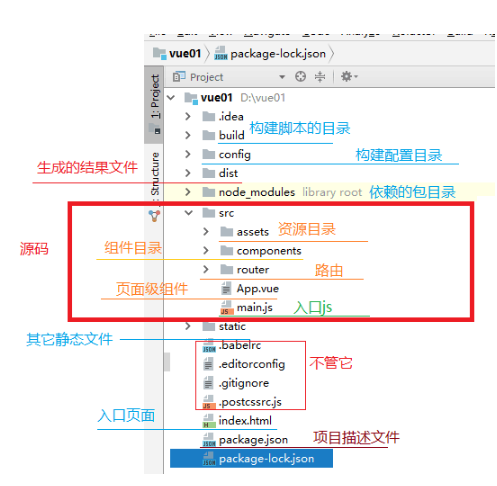 vue01 package-lock.json
Project
1: Project
vue01 D:\vue01
.idea
build 构建脚本的目录
config 构建配置目录
生成的结果文件 dist
Structure
node_modules library root 依赖的包目录
src
assets 资源目录
源码 组件目录 components
router 路由
页面级组件 App.vue
main.js 入口js
static
其它静态文件 .babelrc
.editorconfig 不管它
.gitignore
.postcssrc.js
入口页面 index.html
package.json 项目描述文件
package-lock.json